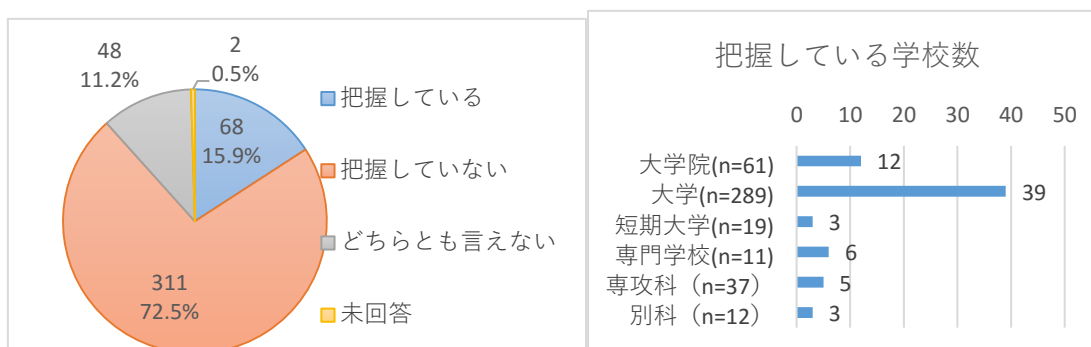 48
11.2%
2
0.5%
68
15.9%
311
72.5%
把握している
把握していない
どちらとも言えない
未回答
把握している学校数
0 10 20 30 40 50
大学院(n=61) 12
大学(n=289) 39
短期大学(n=19) 3
専門学校(n=11) 6
専攻科（n=37） 5
別科（n=12） 3